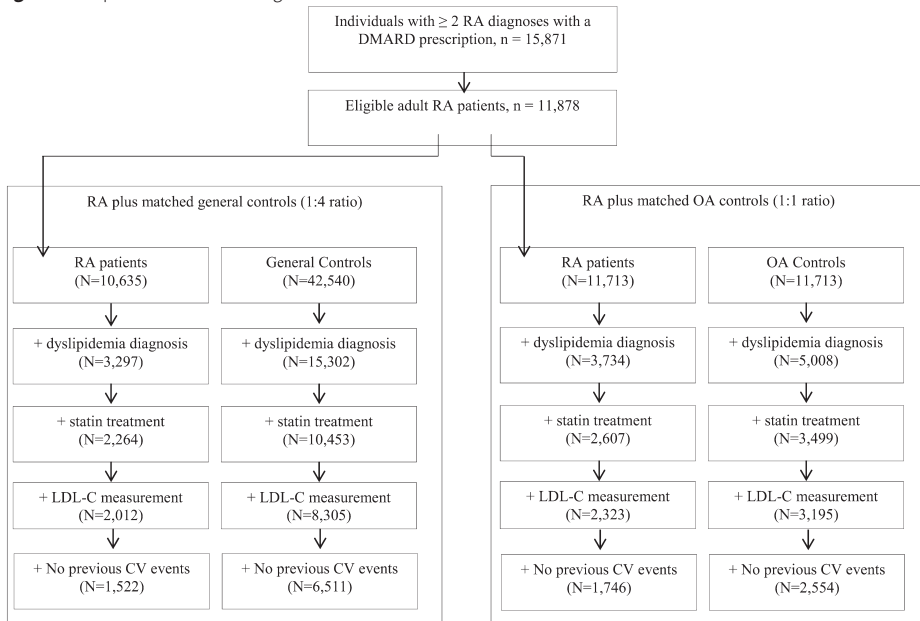 Individuals with ≥ 2 RA diagnoses with a
DMARD prescription, n = 15,871
Eligible adult RA patients, n = 11,878
RA plus matched general controls (1:4 ratio)
RA patients
(N=10,635)
+ dyslipidemia diagnosis
(N=3,297)
+ statin treatment
(N=2,264)
+ LDL-C measurement
(N=2,012)
+ No previous CV events
(N=1,522)
General Controls
(N=42,540)
+ dyslipidemia diagnosis
(N=15,302)
+ statin treatment
(N=10,453)
+ LDL-C measurement
(N=8,305)
+ No previous CV events
(N=6,511)
RA plus matched OA controls (1:1 ratio)
RA patients
(N=11,713)
+ dyslipidemia diagnosis
(N=3,734)
+ statin treatment
(N=2,607)
+ LDL-C measurement
(N=2,323)
+ No previous CV events
(N=1,746)
OA Controls
(N=11,713)
+ dyslipidemia diagnosis
(N=5,008)
+ statin treatment
(N=3,499)
+ LDL-C measurement
(N=3,195)
+ No previous CV events
(N=2,554)